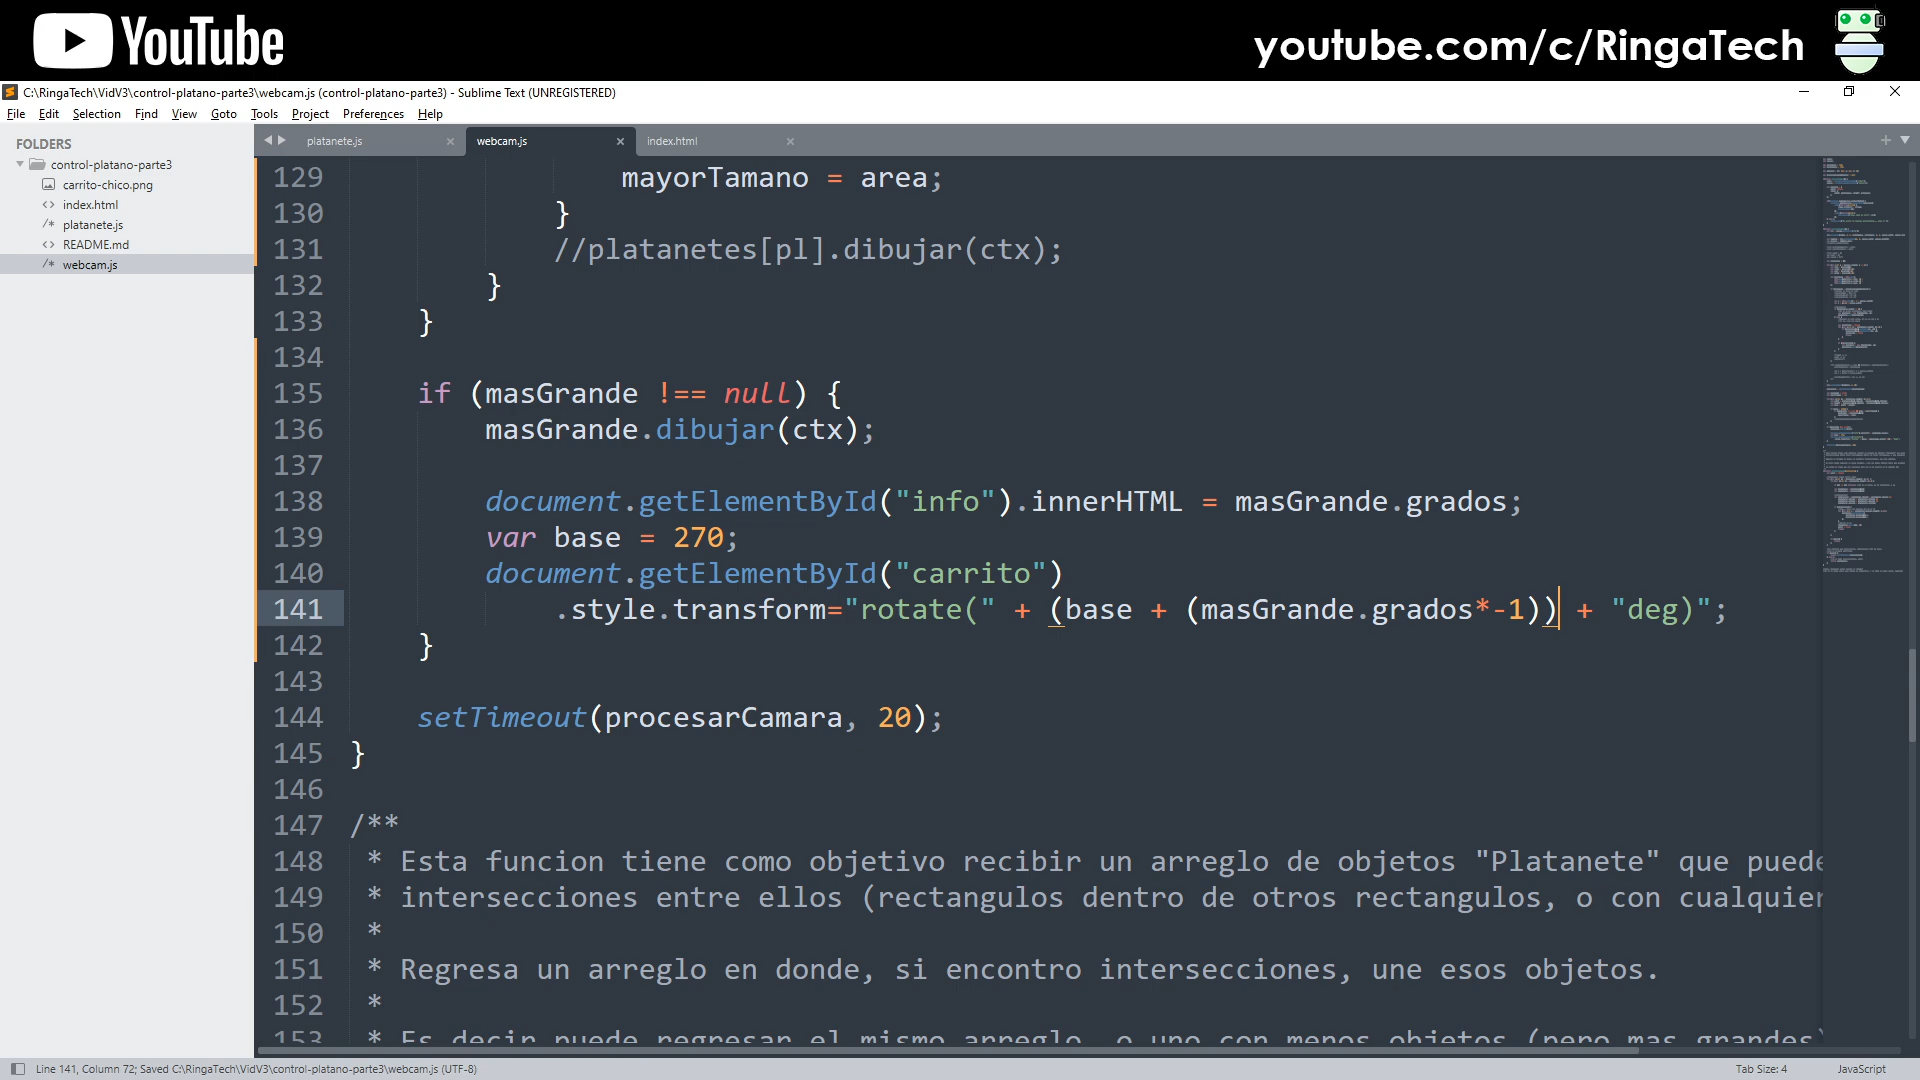 YouTube
youtube.com/c/RingaTech
C:\RingaTech\VidV3\control-platano-parte3\webcam.js (control-platano-parte3) - Sublime Text (UNREGISTERED)
File Edit Selection Find View Goto Tools Project Preferences Help
FOLDERS
control-platano-parte3
carrito-chico.png
index.html
platanete.js
README.md
webcam.js
platanete.js webcam.js index.html
129 mayorTamano = area;
130 }
131 //platanetes[pl].dibujar(ctx);
132 }
133 }
134
135 if (masGrande !== null) {
136 masGrande.dibujar(ctx);
137
138 document.getElementById("info").innerHTML = masGrande.grados;
139 var base = 270;
140 document.getElementById("carrito")
141 .style.transform="rotate(" + (base + (masGrande.grados*-1)) + "deg)";
142 }
143
144 setTimeout(procesarCamara, 20);
145 }
146
147 /**
148 * Esta funcion tiene como objetivo recibir un arreglo de objetos "Platanete" que puede
149 * intersecciones entre ellos (rectangulos dentro de otros rectangulos, o con cualquier
150 *
151 * Regresa un arreglo en donde, si encontro intersecciones, une esos objetos.
152 *
153 * Es decir puede regresar el mismo arreglo, o uno con menos objetos (pero mas grandes)
Line 141, Column 72; Saved C:\RingaTech\VidV3\control-platano-parte3\webcam.js (UTF-8)
Tab Size: 4
JavaScript